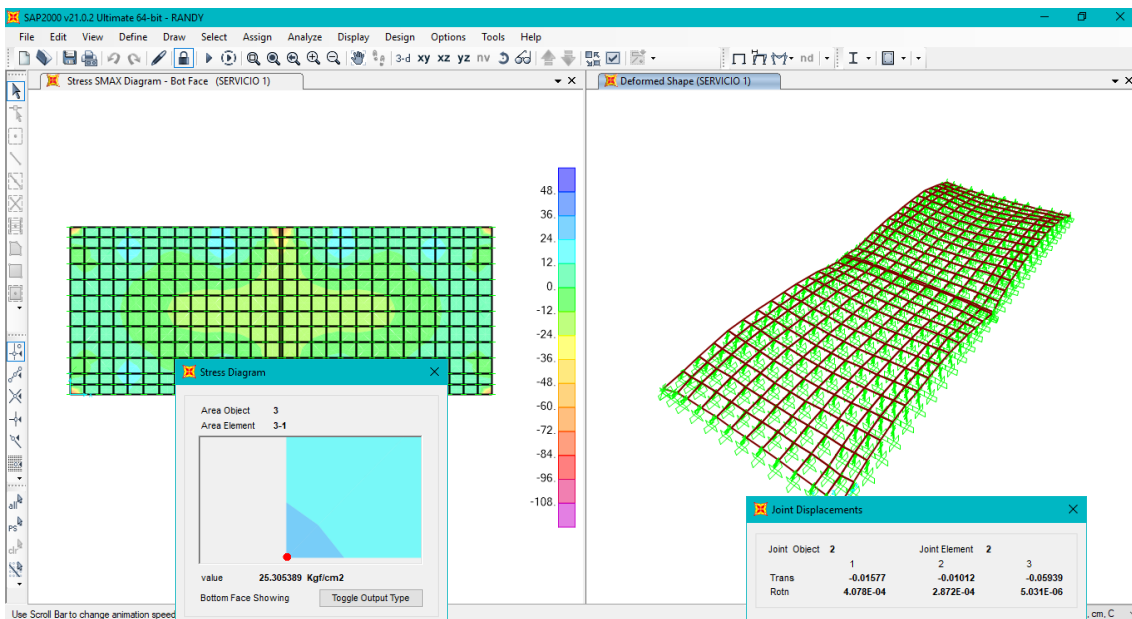 SAP2000 v21.0.2 Ultimate 64-bit - RANDY
File Edit View Define Draw Select Assign Analyze Display Design Options Tools Help
3-d xy xz yz nv nd
Stress SMAX Diagram - Bot Face (SERVICIO 1)
Deformed Shape (SERVICIO 1)
48.
36.
24.
12.
0.
-12.
-24.
-36.
-48.
-60.
-72.
-84.
-96.
-108.
all
PS
clr
Stress Diagram
Area Object 3
Area Element 3-1
value 25.305389 Kgf/cm2
Bottom Face Showing Toggle Output Type
Joint Displacements
Joint Object 2 Joint Element 2
1 2 3
Trans -0.01577 -0.01012 -0.05939
Rotn 4.078E-04 2.872E-04 5.031E-06
Use Scroll Bar to change animation speed
cm, C